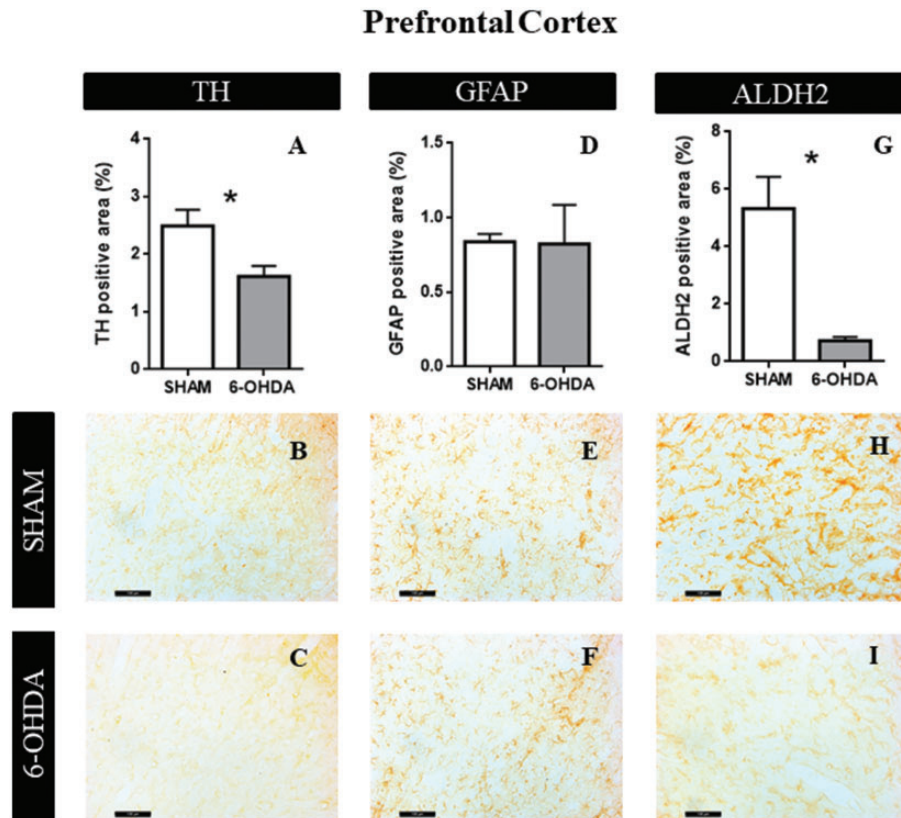 Prefrontal Cortex
TH
GFAP
ALDH2
TH positive area (%)
4
3
2
1
0
*
A
SHAM
6-OHDA
GFAP positive area (%)
1.5
1.0
0.5
0.0
D
SHAM
6-OHDA
ALDH2 positive area (%)
8
6
4
2
0
*
G
SHAM
6-OHDA
SHAM
B
E
H
6-OHDA
C
F
I